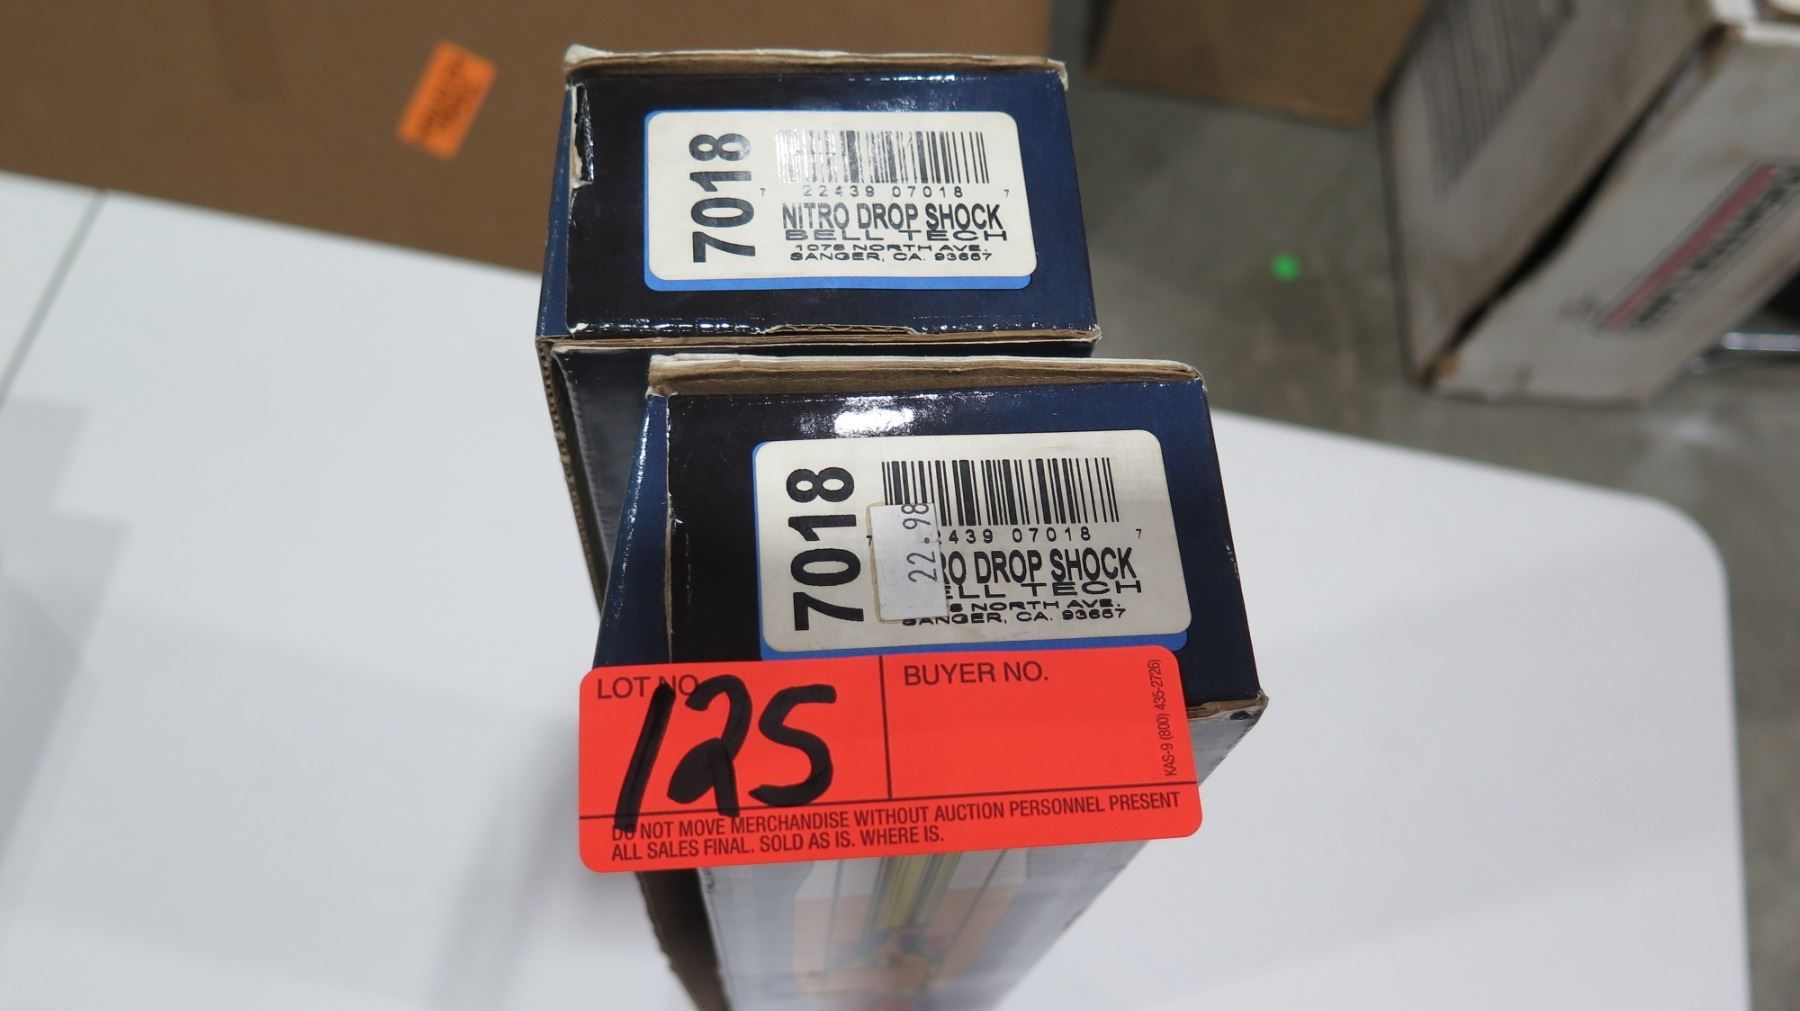 7018
7 22439 07018 7
NITRO DROP SHOCK
BELL TECH
1075 NORTH AVE.
SANGER, CA. 93657
7018
22.98
2439 07018 7
RO DROP SHOCK
ELL TECH
NORTH AVE.
SANGER, CA. 93657
LOT NO.
125
BUYER NO.
KAS-9 (800) 435-2726)
DO NOT MOVE MERCHANDISE WITHOUT AUCTION PERSONNEL PRESENT
ALL SALES FINAL. SOLD AS IS. WHERE IS.